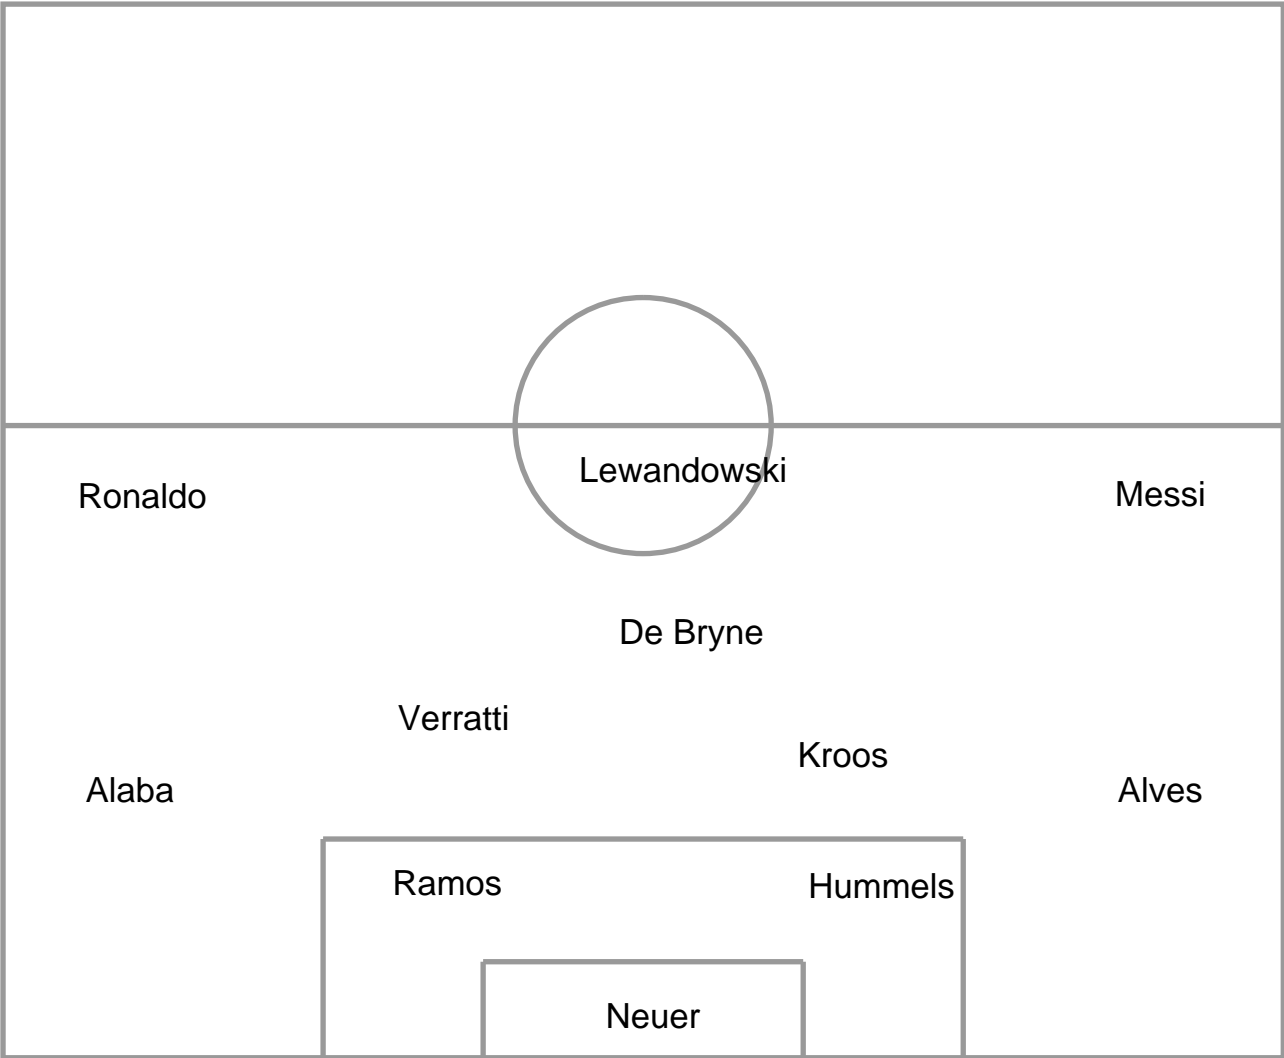 Lewandowski
Ronaldo
Messi
De Bryne
Verratti
Kroos
Alaba
Alves
Ramos
Hummels
Neuer